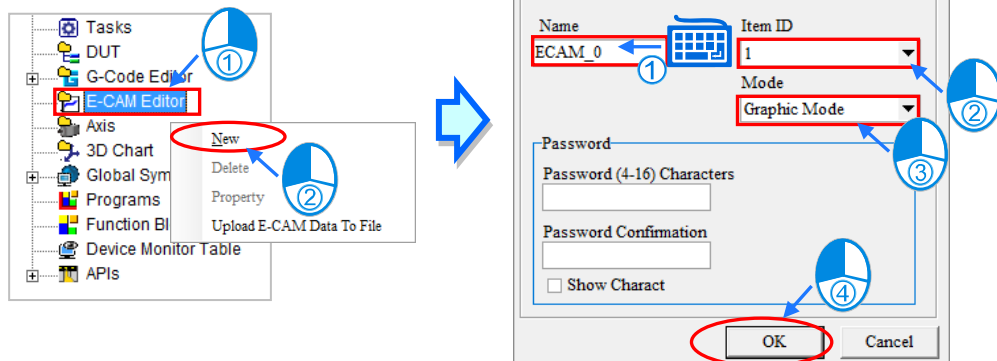 Tasks
DUT
G-Code Editor
①
E-CAM Editor
Axis
3D Chart
Global Sym
Programs
Function Bl
Device Monitor Table
APIs
New
Delete
Property
②
Upload E-CAM Data To File
Name
Item ID
ECAM_0
①
1
②
Mode
Graphic Mode
③
Password
Password (4-16) Characters
Password Confirmation
Show Charact
④
OK
Cancel